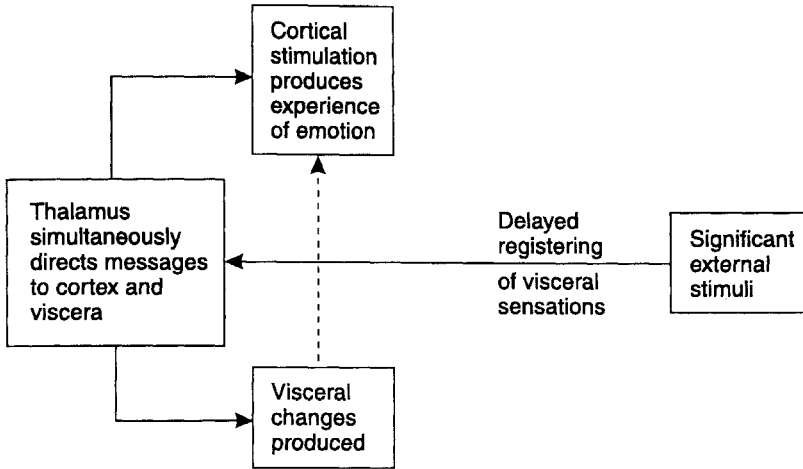 Cortical
stimulation
produces
experience
of emotion
Thalamus
simultaneously
directs messages
to cortex and
viscera
Delayed
registering
of visceral
sensations
Significant
external
stimuli
Visceral
changes
produced